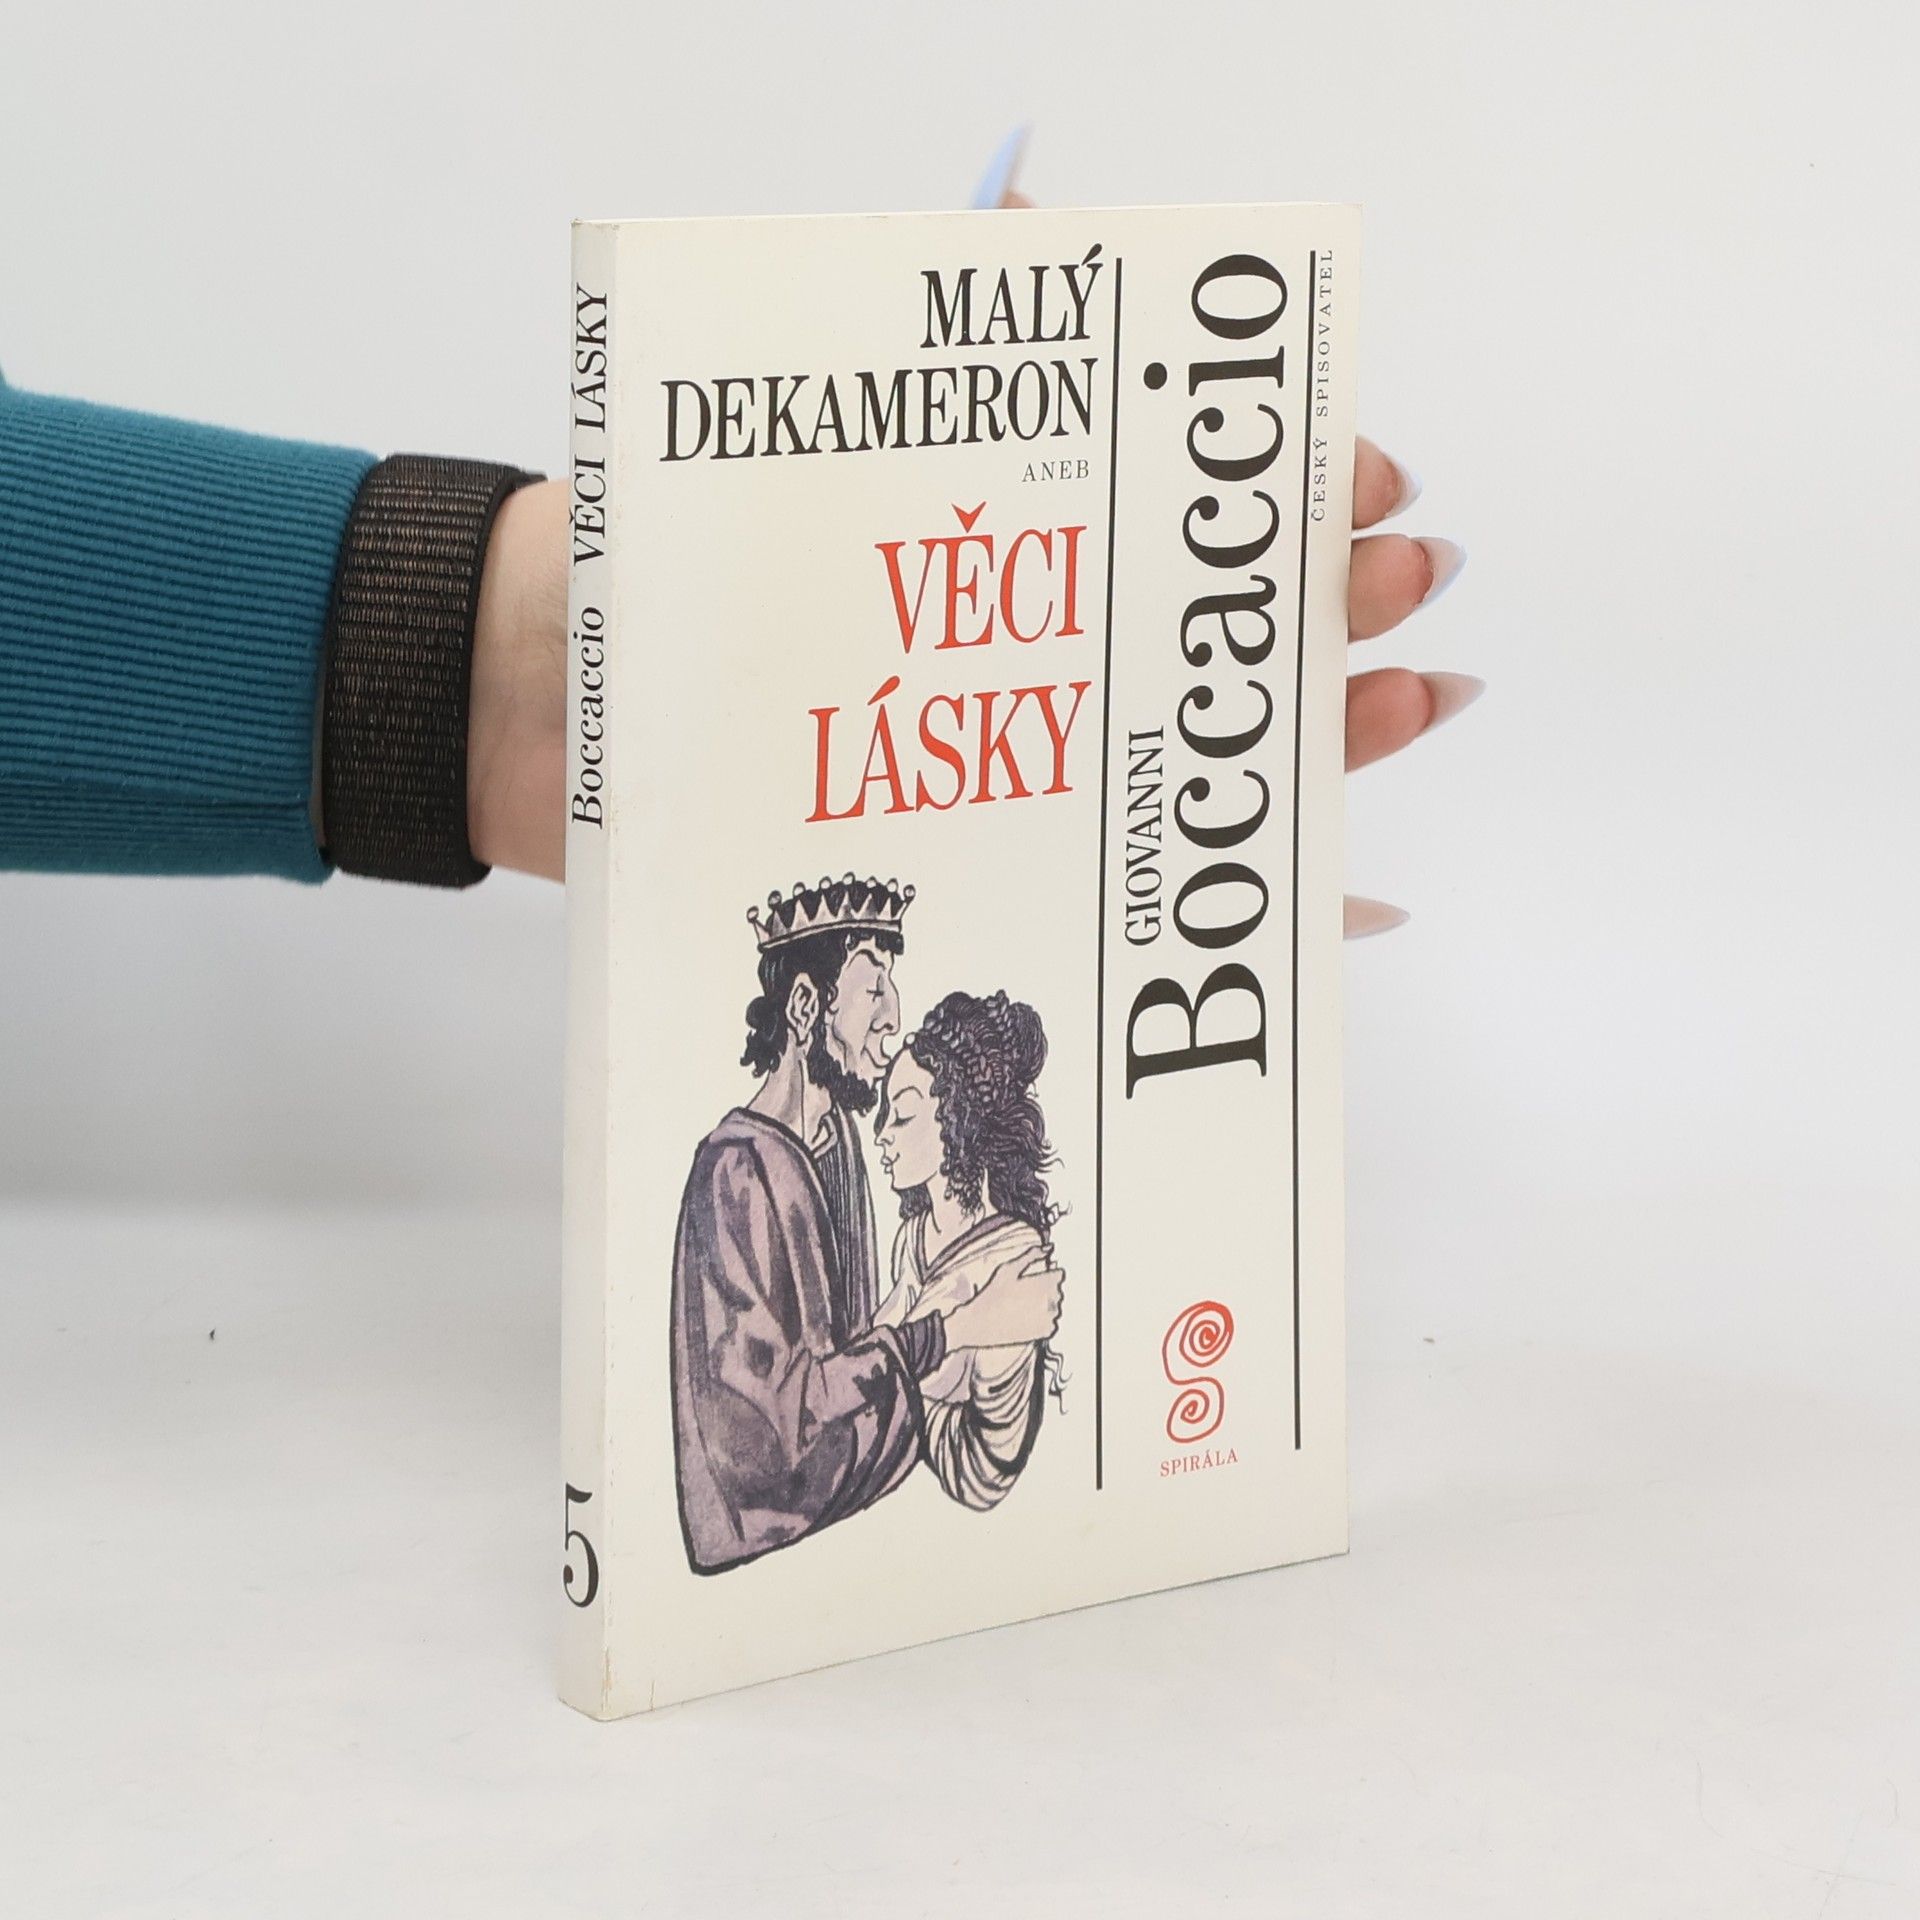 Boccaccio VĚCI LÁSKY
5
MALÝ
DEKAMERON
ANEB
VĚCI
LÁSKY
GIOVANNI
Boccaccio
ČESKÝ SPISOVATEL
SPIRÁLA